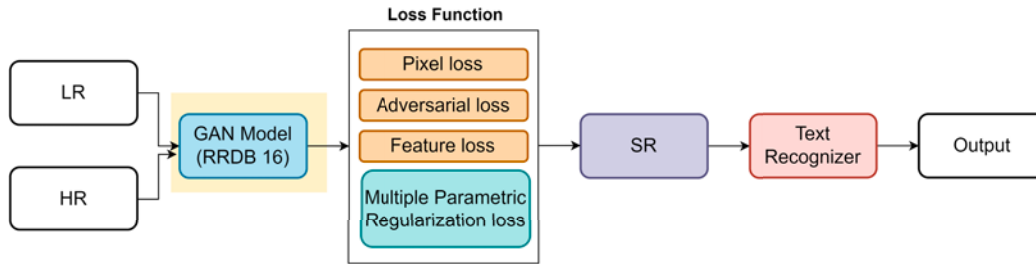 Loss Function
LR
HR
GAN Model
(RRDB 16)
Pixel loss
Adversarial loss
Feature loss
Multiple Parametric
Regularization loss
SR
Text
Recognizer
Output